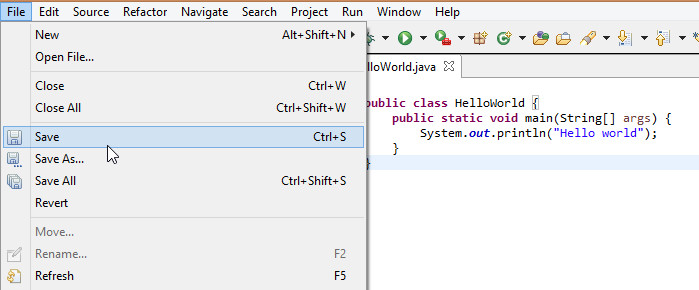 File Edit Source Refactor Navigate Search Project Run Window Help
New Alt+Shift+N
Open File...
Close Ctrl+W
Close All Ctrl+Shift+W
Save Ctrl+S
Save As...
Save All Ctrl+Shift+S
Revert
Move...
Rename... F2
Refresh F5
lloWorld.java
public class HelloWorld {
public static void main(String[] args) {
System.out.println("Hello world");
}
}